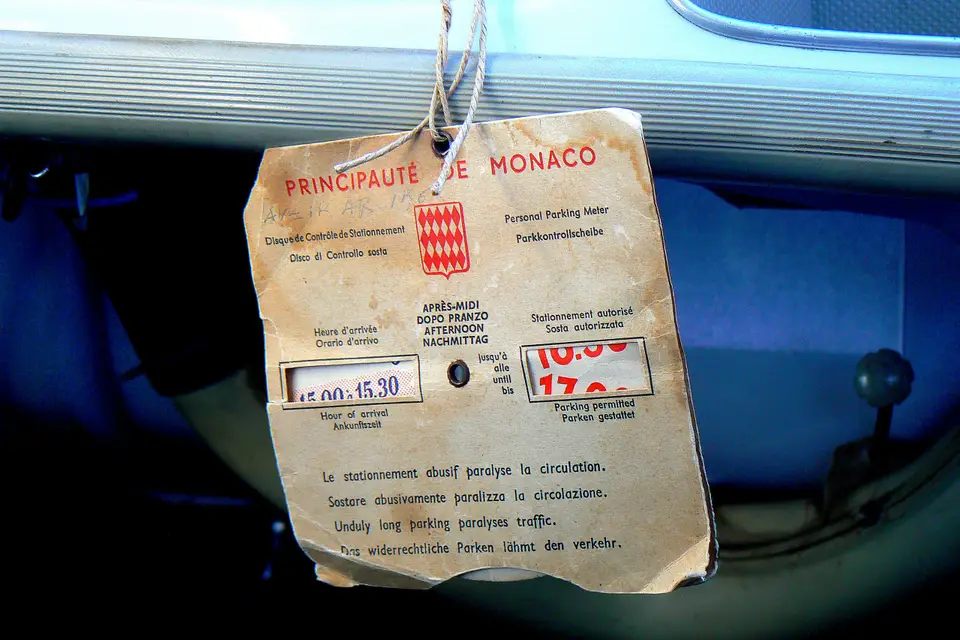 PRINCIPAUTÉ DE MONACO
Disque de Contrôle de Stationnement
Disco di Controllo sosta
Personal Parking Meter
Parkkontrollscheibe
APRÈS-MIDI
DOPO PRANZO
AFTERNOON
NACHMITTAG
Heure d'arrivée
Orario d'arrivo
15.00 à 15.30
Hour of arrival
Ankunftszeit
jusqu'à
alle
until
bis
Stationnement autorisé
Sosta autorizzata
Parking permitted
Parken gestattet
Le stationnement abusif paralyse la circulation.
Sostare abusivamente paralizza la circolazione.
Unduly long parking paralyses traffic.
Das widerrechtliche Parken lähmt den verkehr.